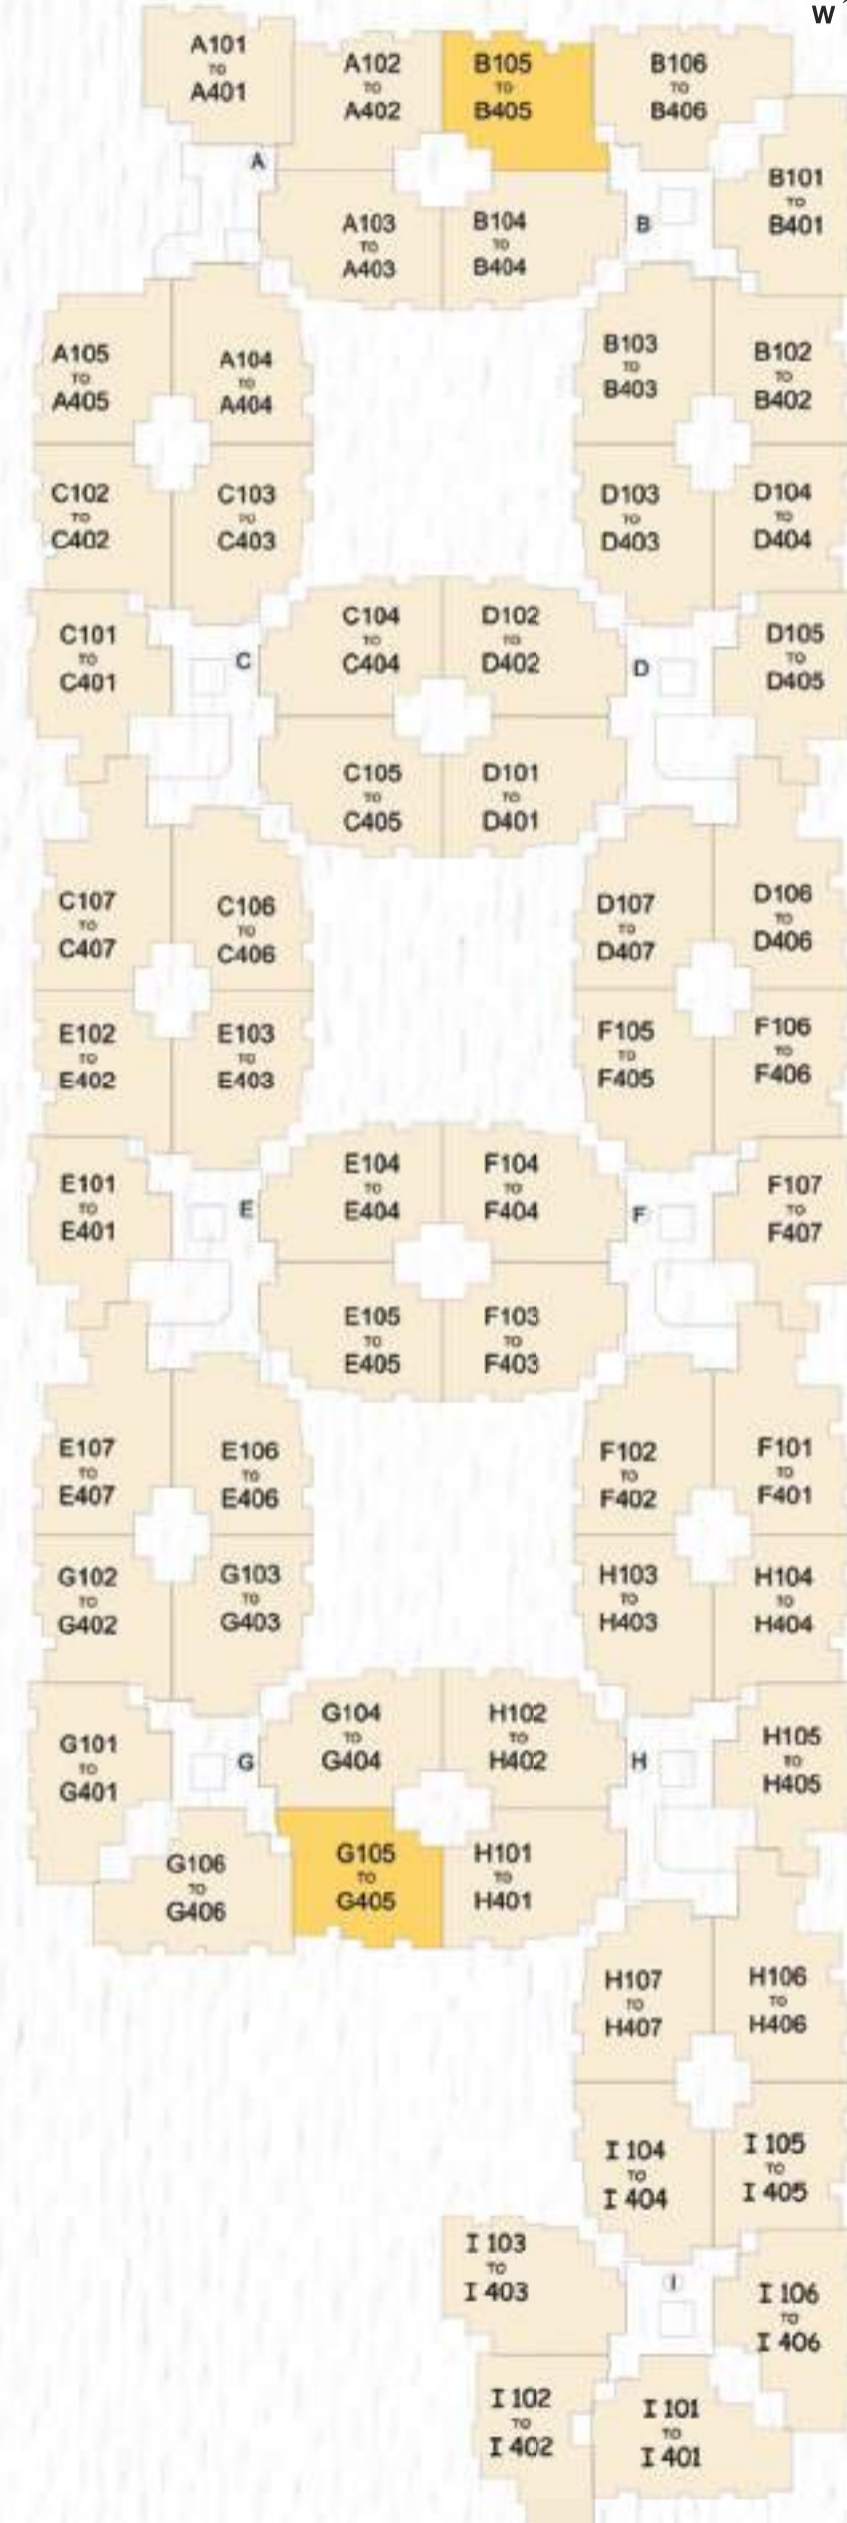 W
A101
TO
A401
A102
TO
A402
B105
TO
B405
B106
TO
B406
A
B101
TO
B401
A103
TO
A403
B104
TO
B404
B
A105
TO
A405
A104
TO
A404
B103
TO
B403
B102
TO
B402
C102
TO
C402
C103
TO
C403
D103
TO
D403
D104
TO
D404
C101
TO
C401
C
C104
TO
C404
D102
TO
D402
D
D105
TO
D405
C105
TO
C405
D101
TO
D401
C107
TO
C407
C106
TO
C406
D107
TO
D407
D106
TO
D406
E102
TO
E402
E103
TO
E403
F105
TO
F405
F106
TO
F406
E101
TO
E401
E
E104
TO
E404
F104
TO
F404
F
F107
TO
F407
E105
TO
E405
F103
TO
F403
E107
TO
E407
E106
TO
E406
F102
TO
F402
F101
TO
F401
G102
TO
G402
G103
TO
G403
H103
TO
H403
H104
TO
H404
G101
TO
G401
G
G104
TO
G404
H102
TO
H402
H
H105
TO
H405
G106
TO
G406
G105
TO
G405
H101
TO
H401
H107
TO
H407
H106
TO
H406
I 104
TO
I 404
I 105
TO
I 405
I 103
TO
I 403
I
I 106
TO
I 406
I 102
TO
I 402
I 101
TO
I 401